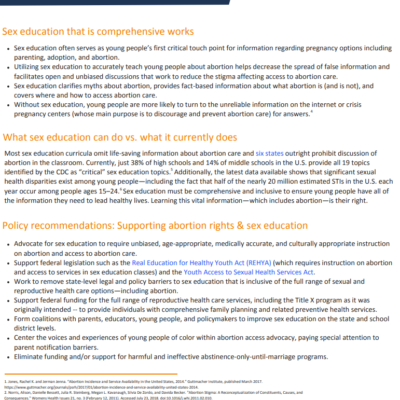 Sex education that is comprehensive works
• Sex education often serves as young people's first critical touch point for information regarding pregnancy options including
parenting, adoption, and abortion.
• Utilizing sex education to accurately teach young people about abortion helps decrease the spread of false information and
facilitates open and unbiased discussions that work to reduce the stigma affecting access to abortion care.
• Sex education clarifies myths about abortion, provides fact-based information about what abortion is (and is not), and
covers where and how to access abortion care.
• Without sex education, young people are more likely to turn to the unreliable information on the internet or crisis
pregnancy centers (whose main purpose is to discourage and prevent abortion care) for answers.
What sex education can do vs. what it currently does
Most sex education curricula omit life-saving information about abortion care and six states outright prohibit discussion of
abortion in the classroom. Currently, just 38% of high schools and 14% of middle schools in the U.S. provide all 19 topics
identified by the CDC as "critical" sex education topics. Additionally, the latest data available shows that significant sexual
health disparities exist among young people—including the fact that half of the nearly 20 million estimated STIs in the U.S. each
year occur among people ages 15–24. Sex education must be comprehensive and inclusive to ensure young people have all of
the information they need to lead healthy lives. Learning this vital information—which includes abortion—is their right.
Policy recommendations: Supporting abortion rights & sex education
• Advocate for sex education to require unbiased, age-appropriate, medically accurate, and culturally appropriate instruction
on abortion and access to abortion care.
• Support federal legislation such as the Real Education for Healthy Youth Act (REHYA) (which requires instruction on abortion
and access to services in sex education classes) and the Youth Access to Sexual Health Services Act.
• Work to remove state-level legal and policy barriers to sex education that is inclusive of the full range of sexual and
reproductive health care options—including abortion.
• Support federal funding for the full range of reproductive health care services, including the Title X program as it was
originally intended -- to provide individuals with comprehensive family planning and related preventive health services.
• Form coalitions with parents, educators, young people, and policymakers to improve sex education on the state and school
district levels.
• Center the voices and experiences of young people of color within abortion access advocacy, paying special attention to
parent notification barriers.
• Eliminate funding and/or support for harmful and ineffective abstinence-only-until-marriage programs.
1. Jones, Rachel K. and Jerman Jenna. "Abortion Incidence and Service Availability in the United States, 2014." Guttmacher Institute, published March 2017.
2. Norris, Alison, Danielle Bessett, Julia R. Steinberg, Megan L. Kavanaugh, Silvia De Zordo, and Davida Becker. "Abortion Stigma: A Reconceptualization of Constituents, Causes, and
Consequences." Women's Health Issues 21, no. 3